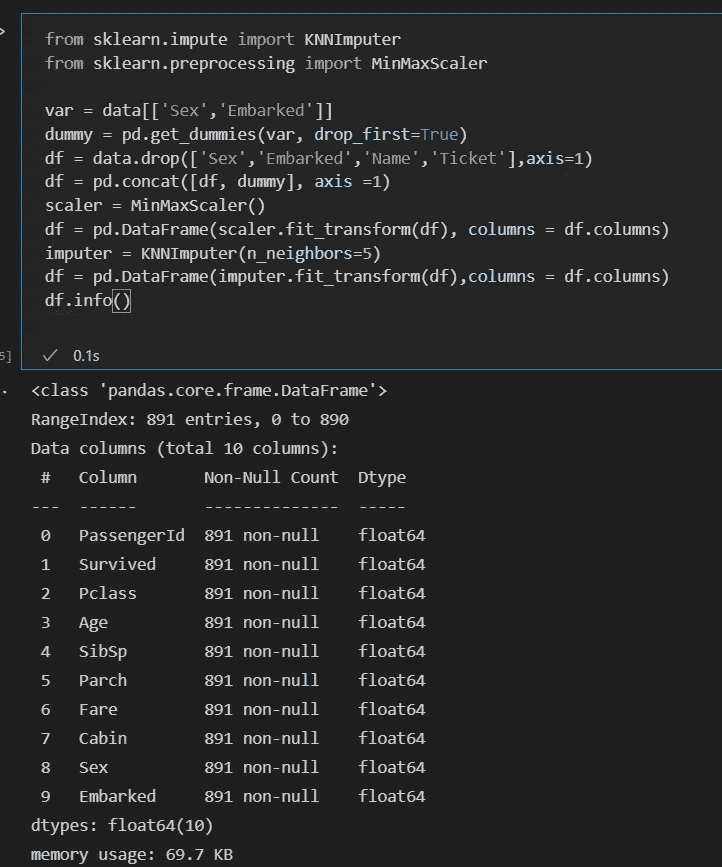 from sklearn.impute import KNNImputer
from sklearn.preprocessing import MinMaxScaler
var = data[['Sex','Embarked']]
dummy = pd.get_dummies(var, drop_first=True)
df = data.drop(['Sex','Embarked','Name','Ticket'],axis=1)
df = pd.concat([df, dummy], axis =1)
scaler = MinMaxScaler()
df = pd.DataFrame(scaler.fit_transform(df), columns = df.columns)
imputer = KNNImputer(n_neighbors=5)
df = pd.DataFrame(imputer.fit_transform(df),columns = df.columns)
df.info()
5] ✓ 0.1s
<class 'pandas.core.frame.DataFrame'>
RangeIndex: 891 entries, 0 to 890
Data columns (total 10 columns):
 #   Column       Non-Null Count  Dtype
---  ------       --------------  -----
 0   PassengerId  891 non-null    float64
 1   Survived     891 non-null    float64
 2   Pclass       891 non-null    float64
 3   Age          891 non-null    float64
 4   SibSp        891 non-null    float64
 5   Parch        891 non-null    float64
 6   Fare         891 non-null    float64
 7   Cabin        891 non-null    float64
 8   Sex          891 non-null    float64
 9   Embarked     891 non-null    float64
dtypes: float64(10)
memory usage: 69.7 KB